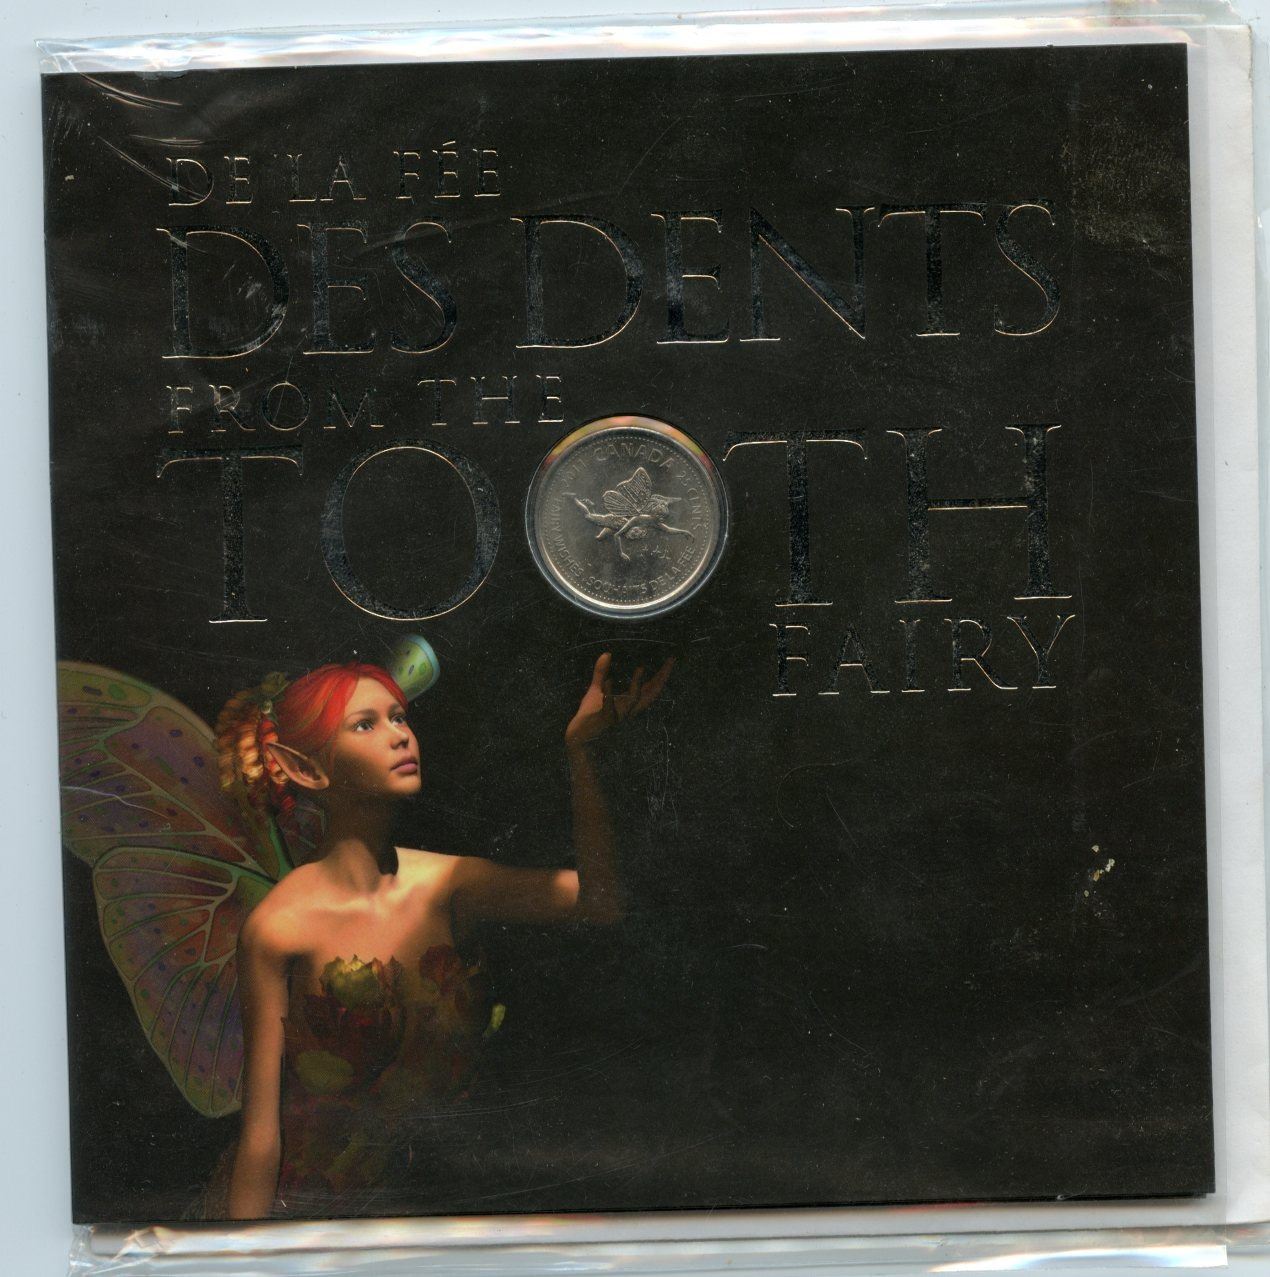 DE LA FÉE
DES DENTS
FROM THE
TOOTH
FAIRY
2011 CANADA 25 CENTS
FAIRY WISHES SOUHAITS DE LA FÉE